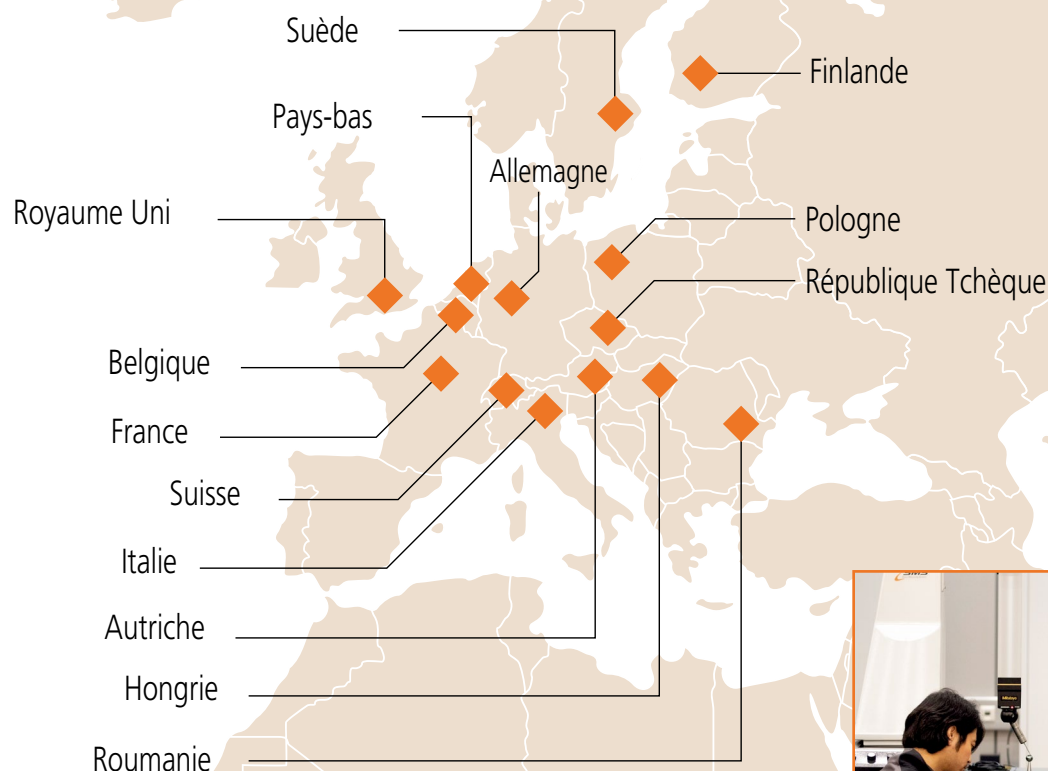 Suède
Finlande
Pays-bas
Allemagne
Royaume Uni
Pologne
République Tchèque
Belgique
France
Suisse
Italie
Autriche
Hongrie
Roumanie